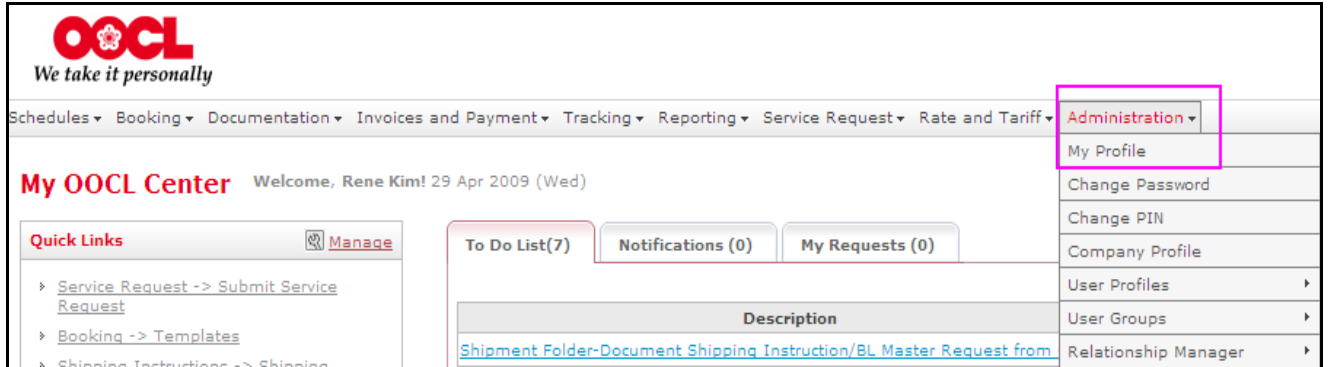 OOCL
We take it personally
Schedules Booking Documentation Invoices and Payment Tracking Reporting Service Request Rate and Tariff Administration
My Profile
Change Password
Change PIN
Company Profile
User Profiles
User Groups
Relationship Manager
My OOCL Center Welcome, Rene Kim! 29 Apr 2009 (Wed)
Quick Links Manage
Service Request -> Submit Service
Request
Booking -> Templates
Shipping Instructions -> Shipping
To Do List(7) Notifications (0) My Requests (0)
Description
Shipment Folder-Document Shipping Instruction/BL Master Request from